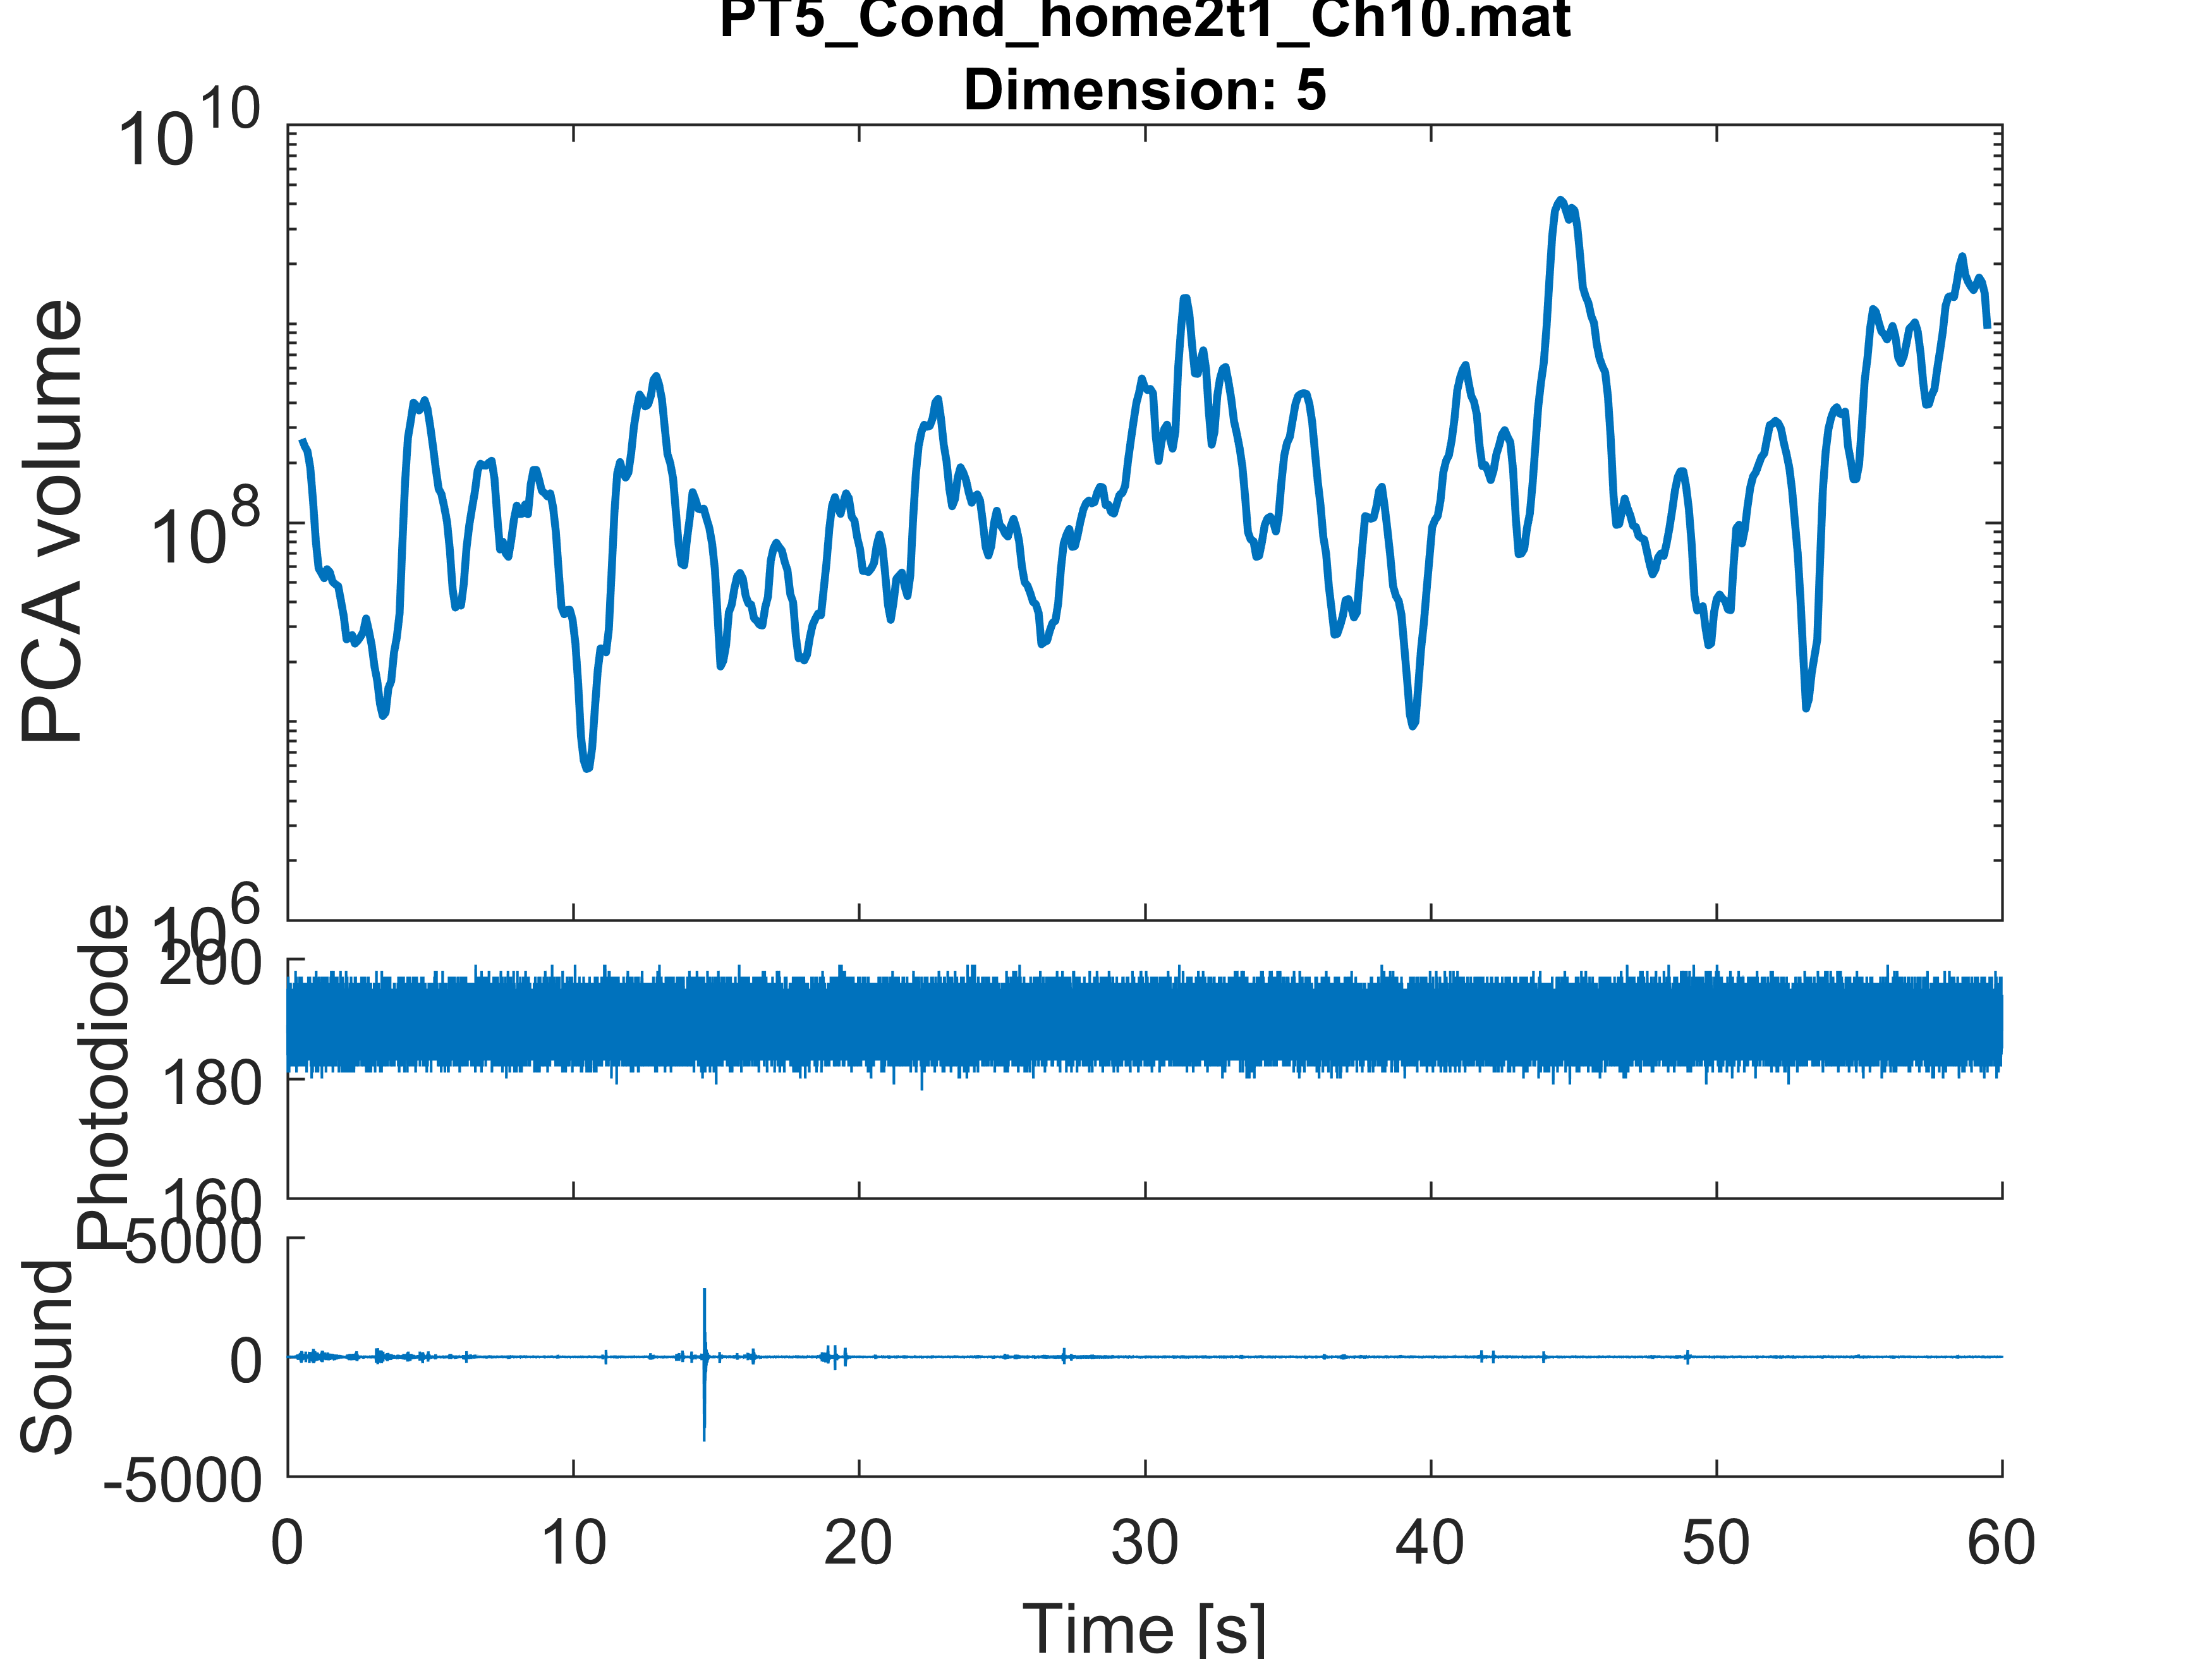 PT5_Cond_home2t1_Ch10.mat
Dimension: 5
10^10
10^8
10^6
PCA volume
200
180
160
Photodiode
5000
0
-5000
Sound
0 10 20 30 40 50 60
Time [s]